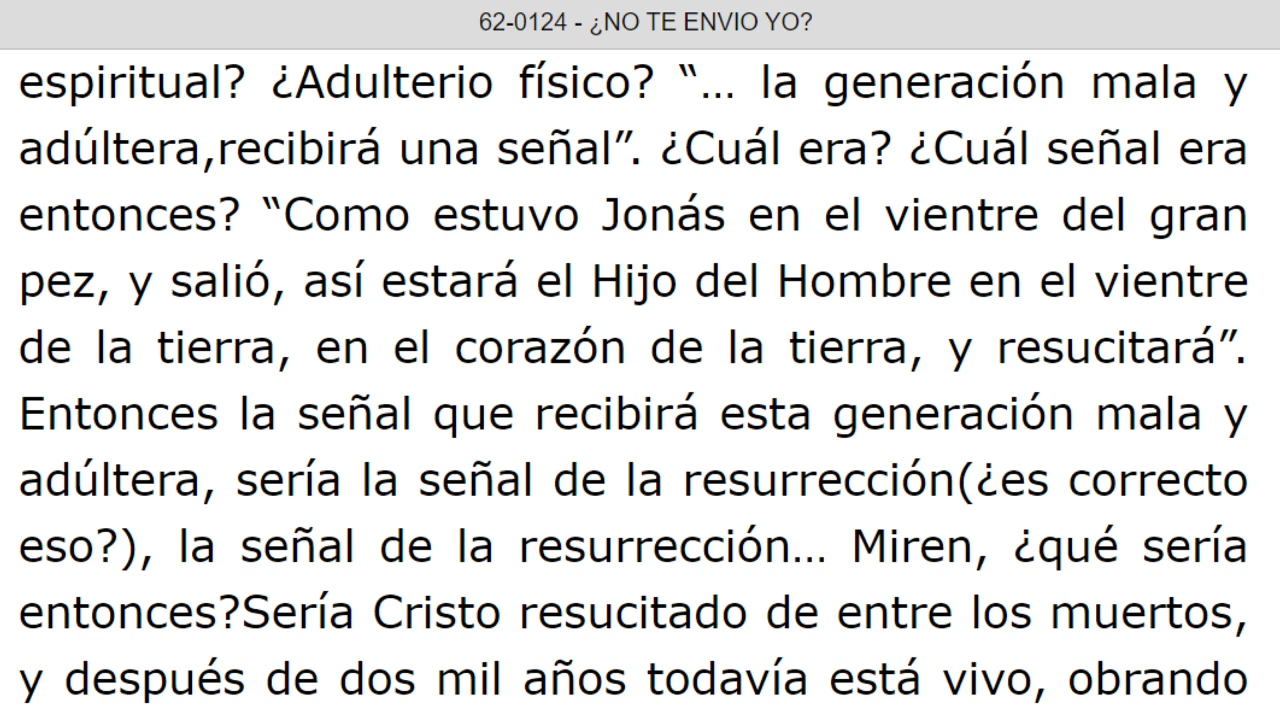 62-0124 - ¿NO TE ENVIO YO?
espiritual? ¿Adulterio físico? “… la generación mala y
adúltera,recibirá una señal”. ¿Cuál era? ¿Cuál señal era
entonces? “Como estuvo Jonás en el vientre del gran
pez, y salió, así estará el Hijo del Hombre en el vientre
de la tierra, en el corazón de la tierra, y resucitará”.
Entonces la señal que recibirá esta generación mala y
adúltera, sería la señal de la resurrección(¿es correcto
eso?), la señal de la resurrección… Miren, ¿qué sería
entonces?Sería Cristo resucitado de entre los muertos,
y después de dos mil años todavía está vivo, obrando